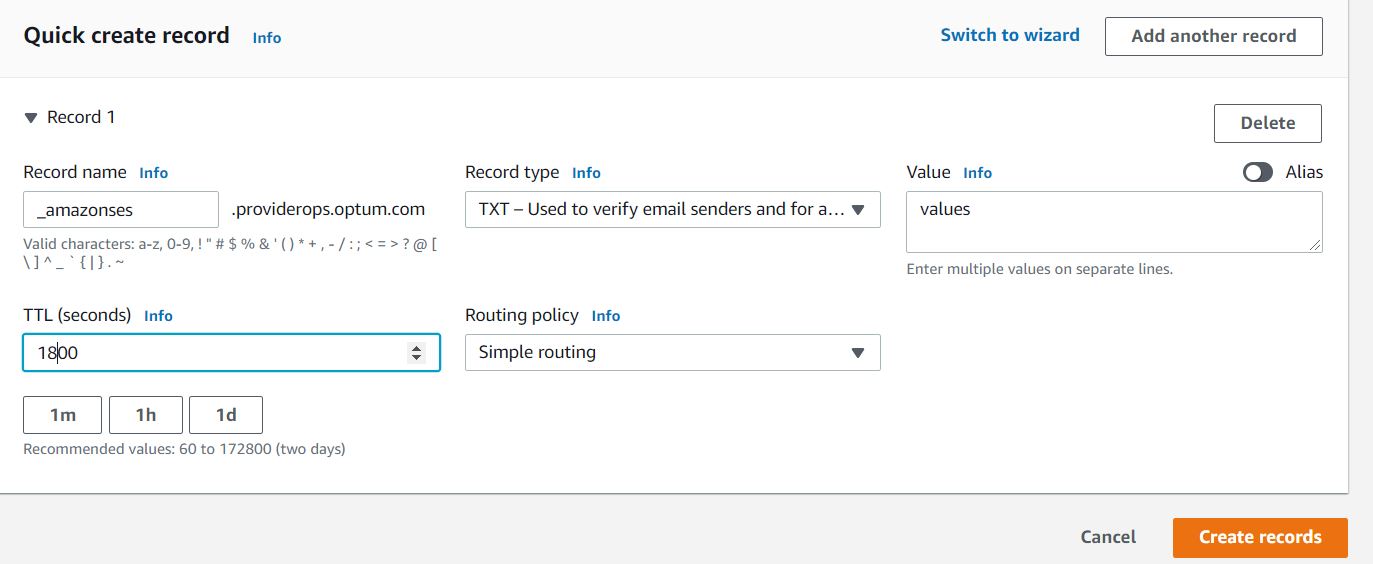 Quick create record Info Switch to wizard Add another record
Record 1 Delete
Record name Info Record type Info Value Info Alias
_amazonses .providerops.optum.com TXT – Used to verify email senders and for a... values
Valid characters: a-z, 0-9, ! " # $ % & ' ( ) * + , - / : ; < = > ? @ [
\ ] ^ _ ` { | } . ~
Enter multiple values on separate lines.
TTL (seconds) Info Routing policy Info
1800 Simple routing
1m 1h 1d
Recommended values: 60 to 172800 (two days)
Cancel Create records